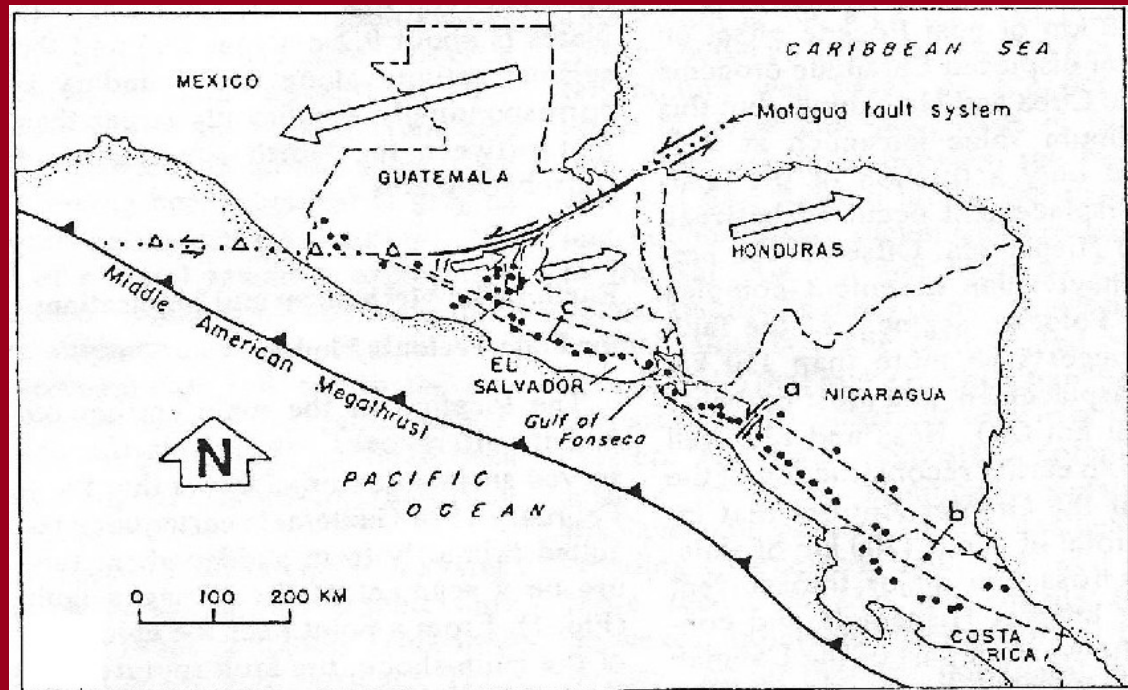 CARIBBEAN SEA
MEXICO
Motagua fault system
GUATEMALA
HONDURAS
Middle
American
Megathrust
c
EL
SALVADOR
Gulf of
Fonseca
a
NICARAGUA
N
PACIFIC
OCEAN
b
0 100 200 KM
COSTA
RICA